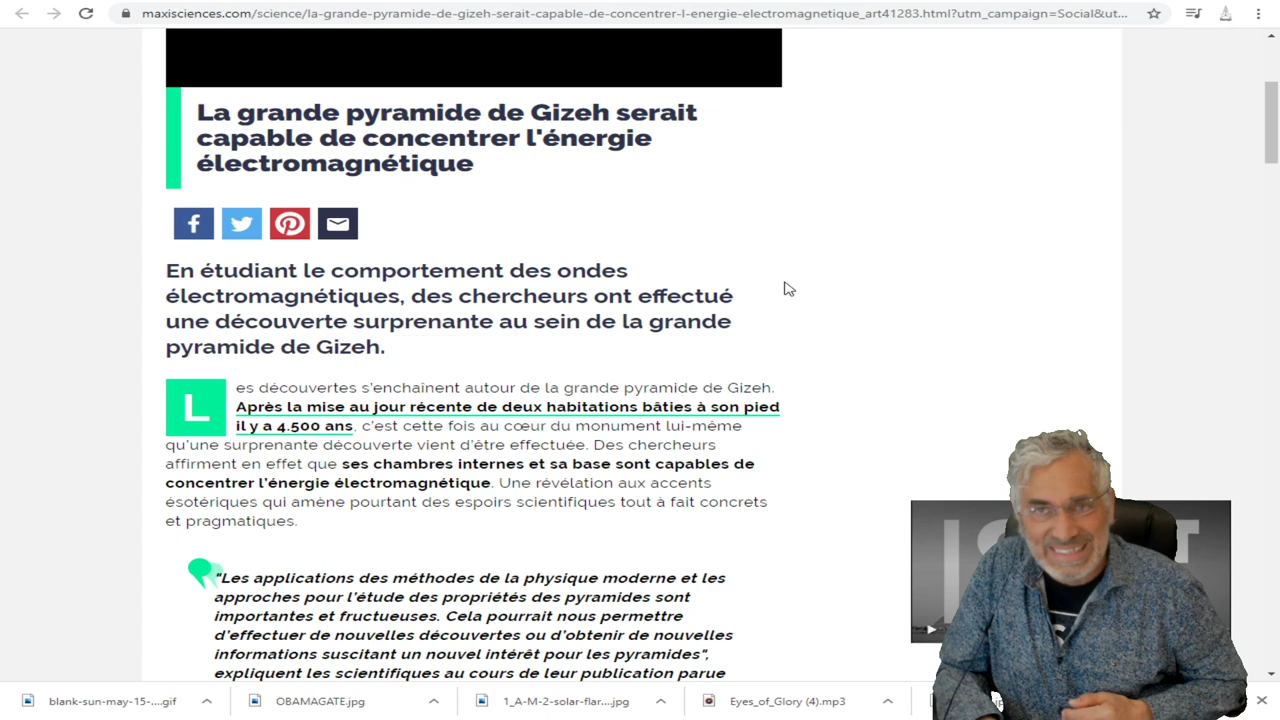 maxisciences.com/science/la-grande-pyramide-de-gizeh-serait-capable-de-concentrer-l-energie-electromagnetique_art41283.html?utm_campaign=Social&ut...
La grande pyramide de Gizeh serait
capable de concentrer l'énergie
électromagnétique
En étudiant le comportement des ondes
électromagnétiques, des chercheurs ont effectué
une découverte surprenante au sein de la grande
pyramide de Gizeh.
Les découvertes s'enchaînent autour de la grande pyramide de Gizeh.
Après la mise au jour récente de deux habitations bâties à son pied
il y a 4.500 ans, c'est cette fois au cœur du monument lui-même
qu'une surprenante découverte vient d'être effectuée. Des chercheurs
affirment en effet que ses chambres internes et sa base sont capables de
concentrer l'énergie électromagnétique. Une révélation aux accents
ésotériques qui amène pourtant des espoirs scientifiques tout à fait concrets
et pragmatiques.
"Les applications des méthodes de la physique moderne et les
approches pour l'étude des propriétés des pyramides sont
importantes et fructueuses. Cela pourrait nous permettre
d'effectuer de nouvelles découvertes ou d'obtenir de nouvelles
informations suscitant un nouvel intérêt pour les pyramides",
expliquent les scientifiques au cours de leur publication parue
blank-sun-may-15-....gif
OBAMAGATE.jpg
1_A-M-2-solar-flar....jpg
Eyes_of_Glory (4).mp3